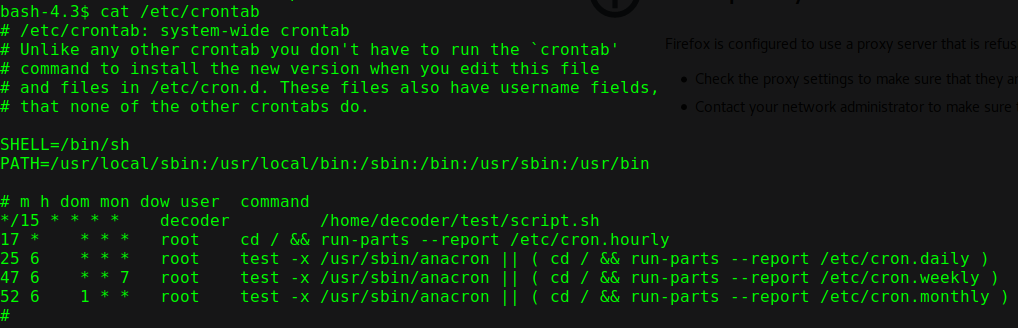 bash-4.3$ cat /etc/crontab
# /etc/crontab: system-wide crontab
# Unlike any other crontab you don't have to run the `crontab'
# command to install the new version when you edit this file
# and files in /etc/cron.d. These files also have username fields,
# that none of the other crontabs do.
SHELL=/bin/sh
PATH=/usr/local/sbin:/usr/local/bin:/sbin:/bin:/usr/sbin:/usr/bin
# m h dom mon dow user  command
*/15 * * * *    decoder         /home/decoder/test/script.sh
17 *    * * *   root    cd / && run-parts --report /etc/cron.hourly
25 6    * * *   root    test -x /usr/sbin/anacron || ( cd / && run-parts --report /etc/cron.daily )
47 6    * * 7   root    test -x /usr/sbin/anacron || ( cd / && run-parts --report /etc/cron.weekly )
52 6    1 * *   root    test -x /usr/sbin/anacron || ( cd / && run-parts --report /etc/cron.monthly )
#
Firefox is configured to use a proxy server that is
Check the proxy settings to make sure that they
Contact your network administrator to make sure